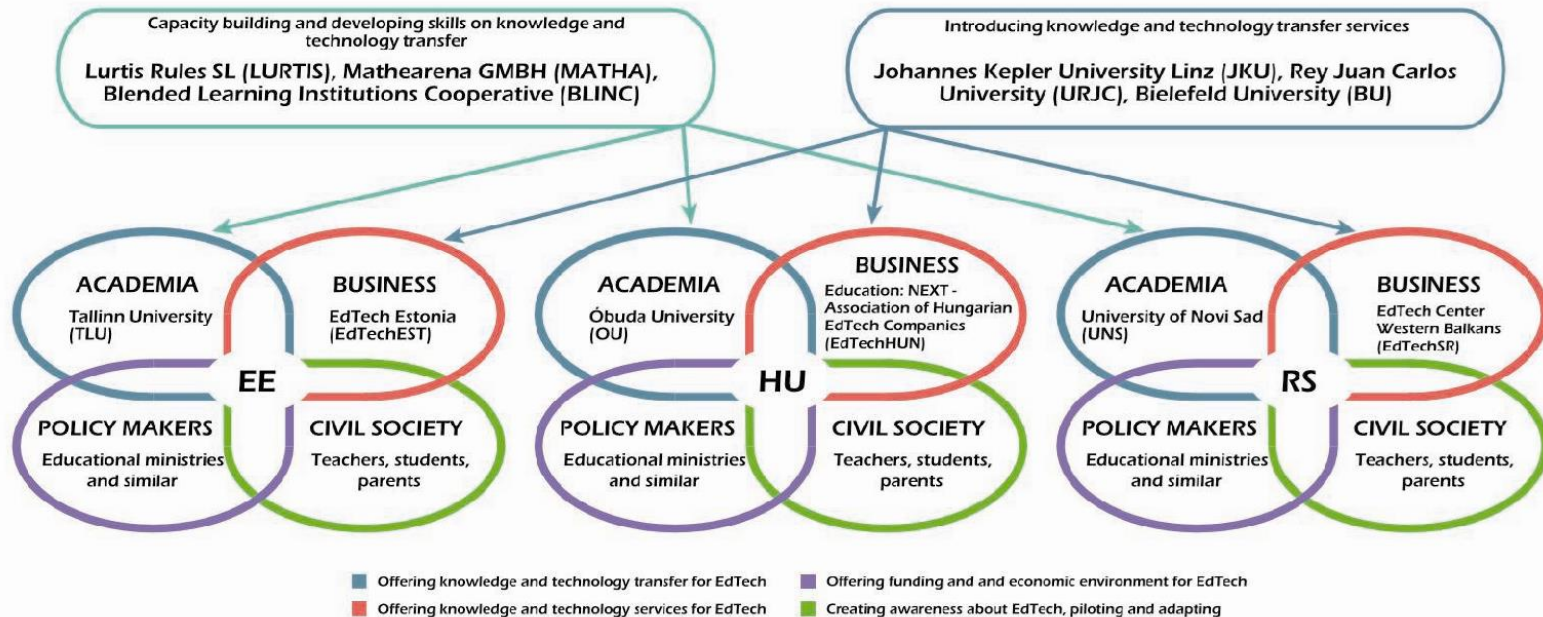 Capacity building and developing skills on knowledge and
technology transfer
Lurtis Rules SL (LURTIS), Mathearena GMBH (MATHA),
Blended Learning Institutions Cooperative (BLINC)
Introducing knowledge and technology transfer services
Johannes Kepler University Linz (JKU), Rey Juan Carlos
University (URJC), Bielefeld University (BU)
ACADEMIA
Tallinn University
(TLU)
BUSINESS
EdTech Estonia
(EdTechEST)
EE
POLICY MAKERS
Educational ministries
and similar
CIVIL SOCIETY
Teachers, students,
parents
ACADEMIA
Óbuda University
(OU)
BUSINESS
Education: NEXT -
Association of Hungarian
EdTech Companies
(EdTechHUN)
HU
POLICY MAKERS
Educational ministries
and similar
CIVIL SOCIETY
Teachers, students,
parents
ACADEMIA
University of Novi Sad
(UNS)
BUSINESS
EdTech Center
Western Balkans
(EdTechSR)
RS
POLICY MAKERS
Educational ministries
and similar
CIVIL SOCIETY
Teachers, students,
parents
Offering knowledge and technology transfer for EdTech
Offering knowledge and technology services for EdTech
Offering funding and and economic environment for EdTech
Creating awareness about EdTech, piloting and adapting